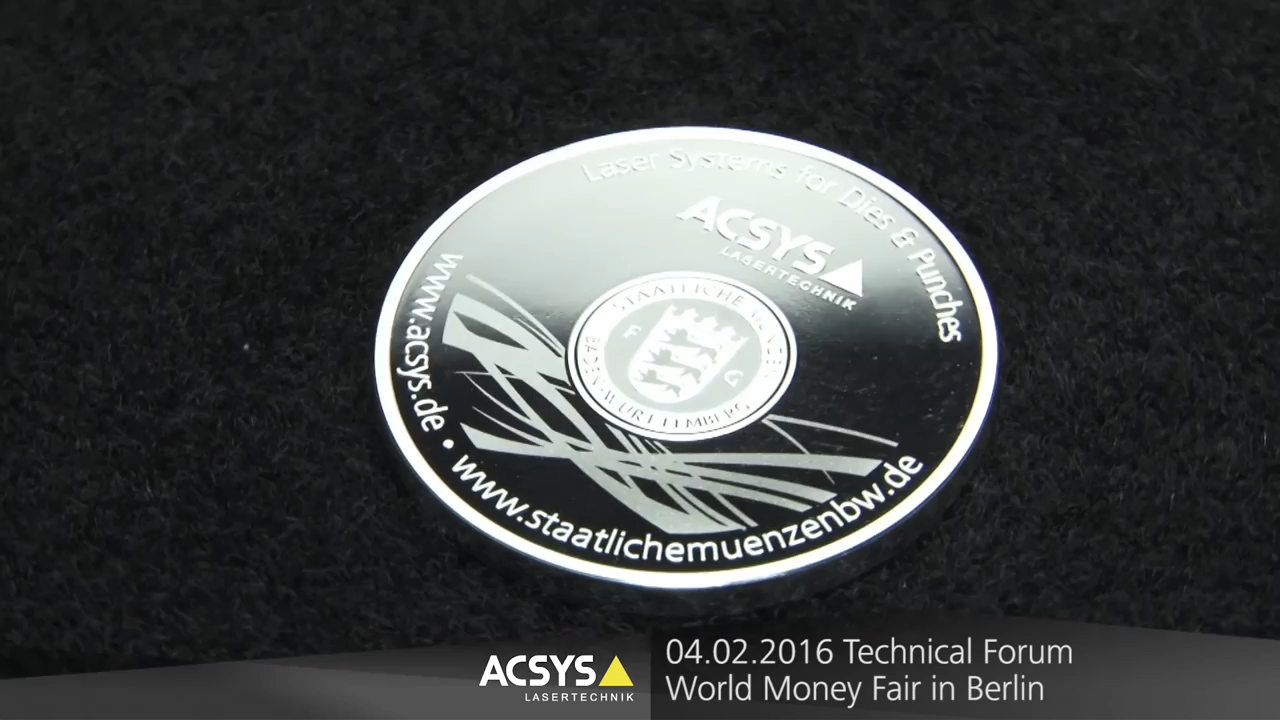 Laser Systems for Dies & Punches
ACSYS
LASERTECHNIK
STAATLICHE MÜNZEN
F
G
BADEN-WÜRTTEMBERG
www.acsys.de • www.staatlichemuenzenbw.de
ACSYS
LASERTECHNIK
04.02.2016 Technical Forum
World Money Fair in Berlin